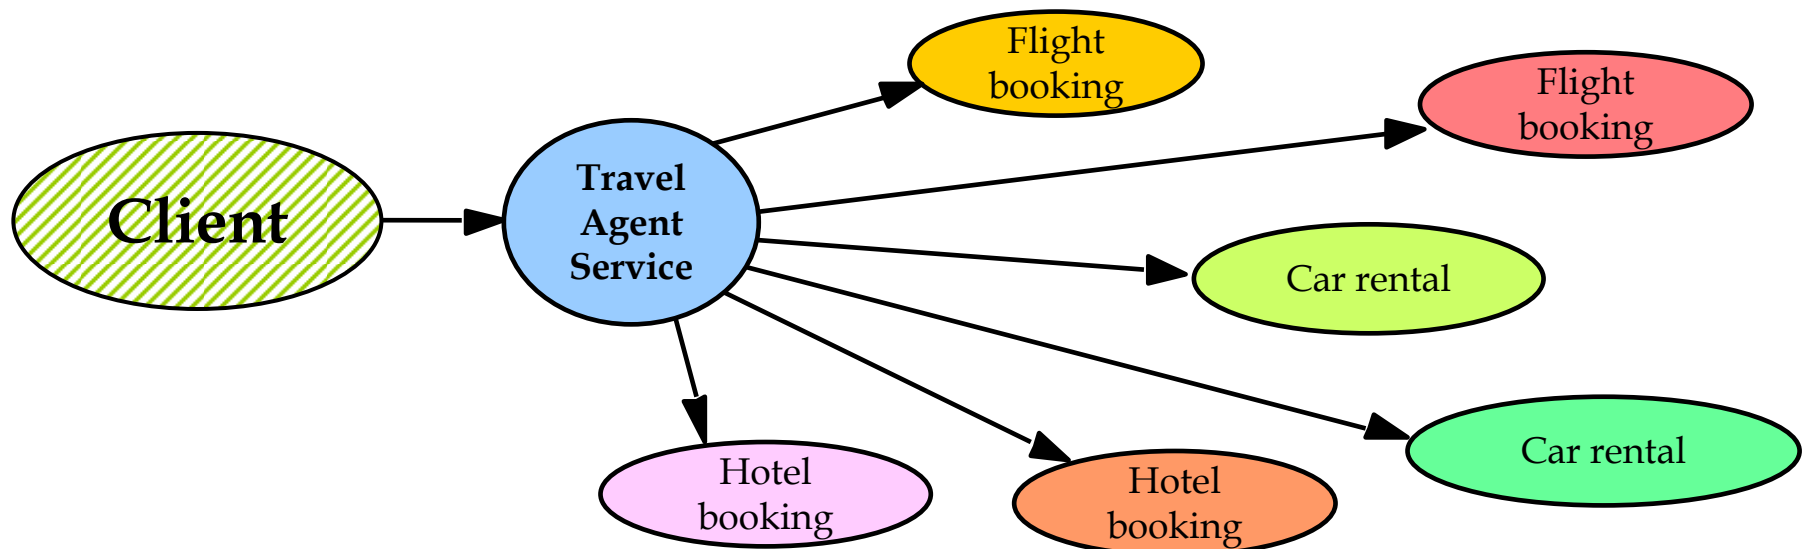 Flight
booking
Flight
booking
Client
Travel
Agent
Service
Car rental
Car rental
Hotel
booking
Hotel
booking